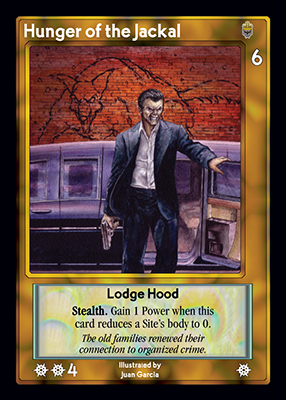 Hunger of the Jackal
6
Lodge Hood
Stealth. Gain 1 Power when this
card reduces a Site's body to 0.
The old families renewed their
connection to organized crime.
4
Illustrated by
Juan Garcia